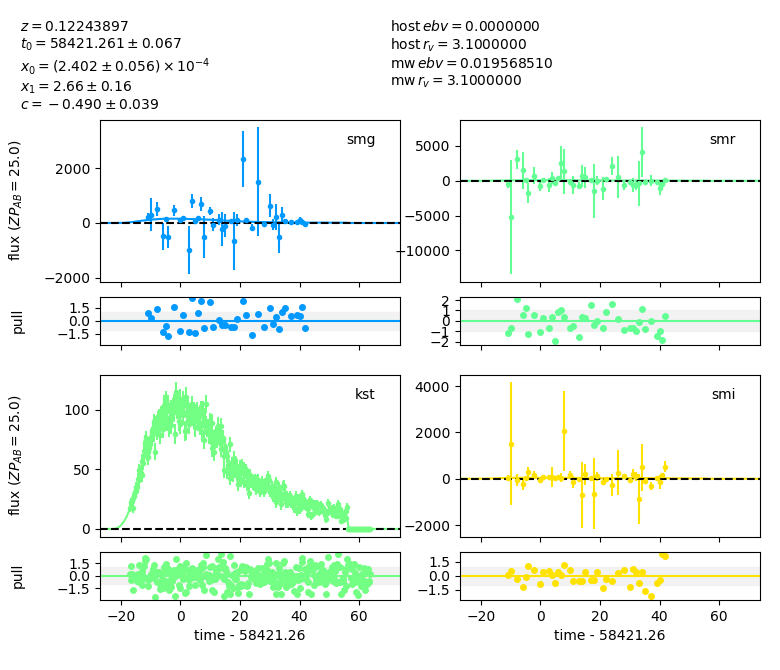 z = 0.12243897
t₀ = 58421.261 ± 0.067
x₀ = (2.402 ± 0.056) × 10⁻⁴
x₁ = 2.66 ± 0.16
c = −0.490 ± 0.039
host ebv = 0.0000000
host rᵥ = 3.1000000
mw ebv = 0.019568510
mw rᵥ = 3.1000000
smg
flux (ZP_AB = 25.0)
2000
0
−2000
smr
5000
0
−5000
−10000
pull
1.5
0.0
−1.5
2
1
0
−1
−2
kst
flux (ZP_AB = 25.0)
100
50
0
smi
4000
2000
0
−2000
pull
1.5
0.0
−1.5
−20 0 20 40 60
time - 58421.26
1.5
0.0
−1.5
−20 0 20 40 60
time - 58421.26